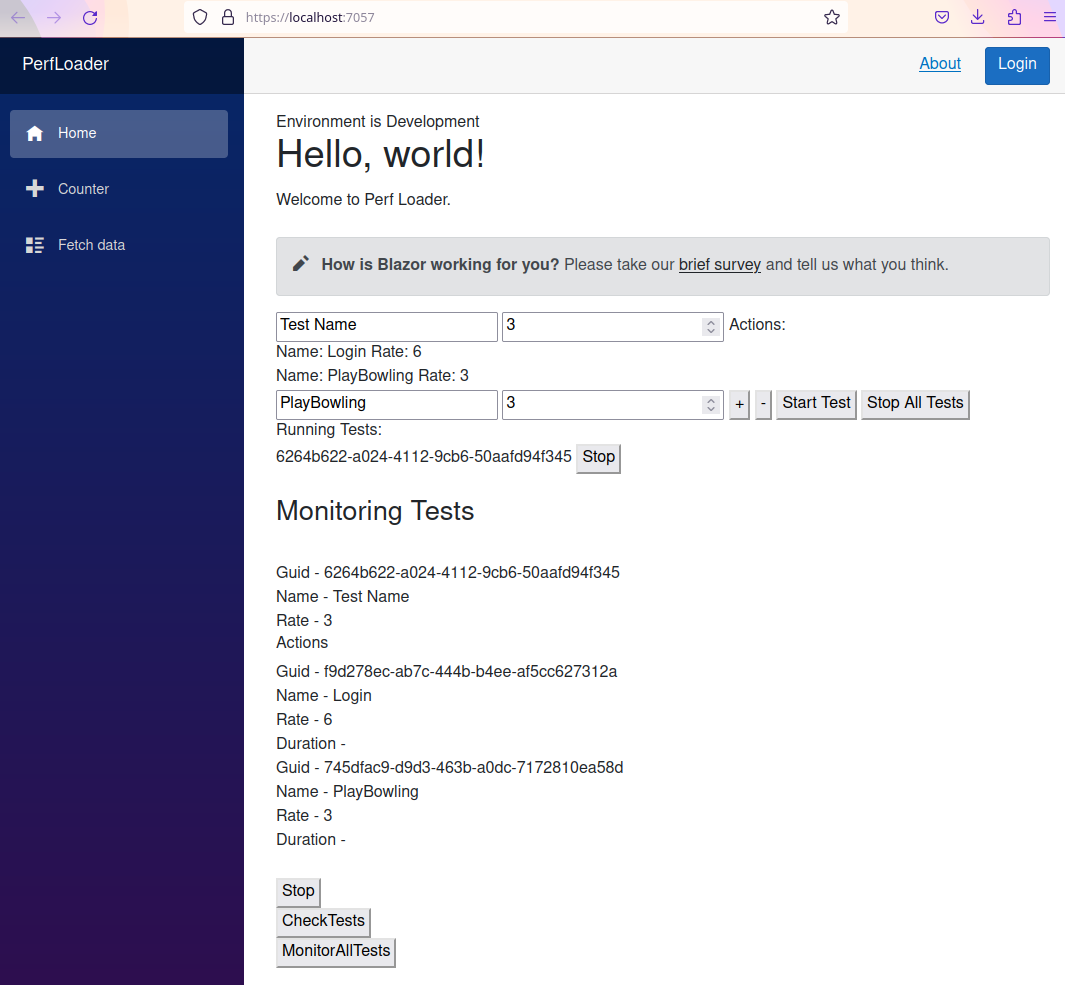 https://localhost:7057
PerfLoader
About
Login
Home
Counter
Fetch data
Environment is Development
Hello, world!
Welcome to Perf Loader.
How is Blazor working for you? Please take our brief survey and tell us what you think.
Test Name 3 Actions:
Name: Login Rate: 6
Name: PlayBowling Rate: 3
PlayBowling 3 + - Start Test Stop All Tests
Running Tests:
6264b622-a024-4112-9cb6-50aafd94f345 Stop
Monitoring Tests
Guid - 6264b622-a024-4112-9cb6-50aafd94f345
Name - Test Name
Rate - 3
Actions
Guid - f9d278ec-ab7c-444b-b4ee-af5cc627312a
Name - Login
Rate - 6
Duration -
Guid - 745dfac9-d9d3-463b-a0dc-7172810ea58d
Name - PlayBowling
Rate - 3
Duration -
Stop
CheckTests
MonitorAllTests